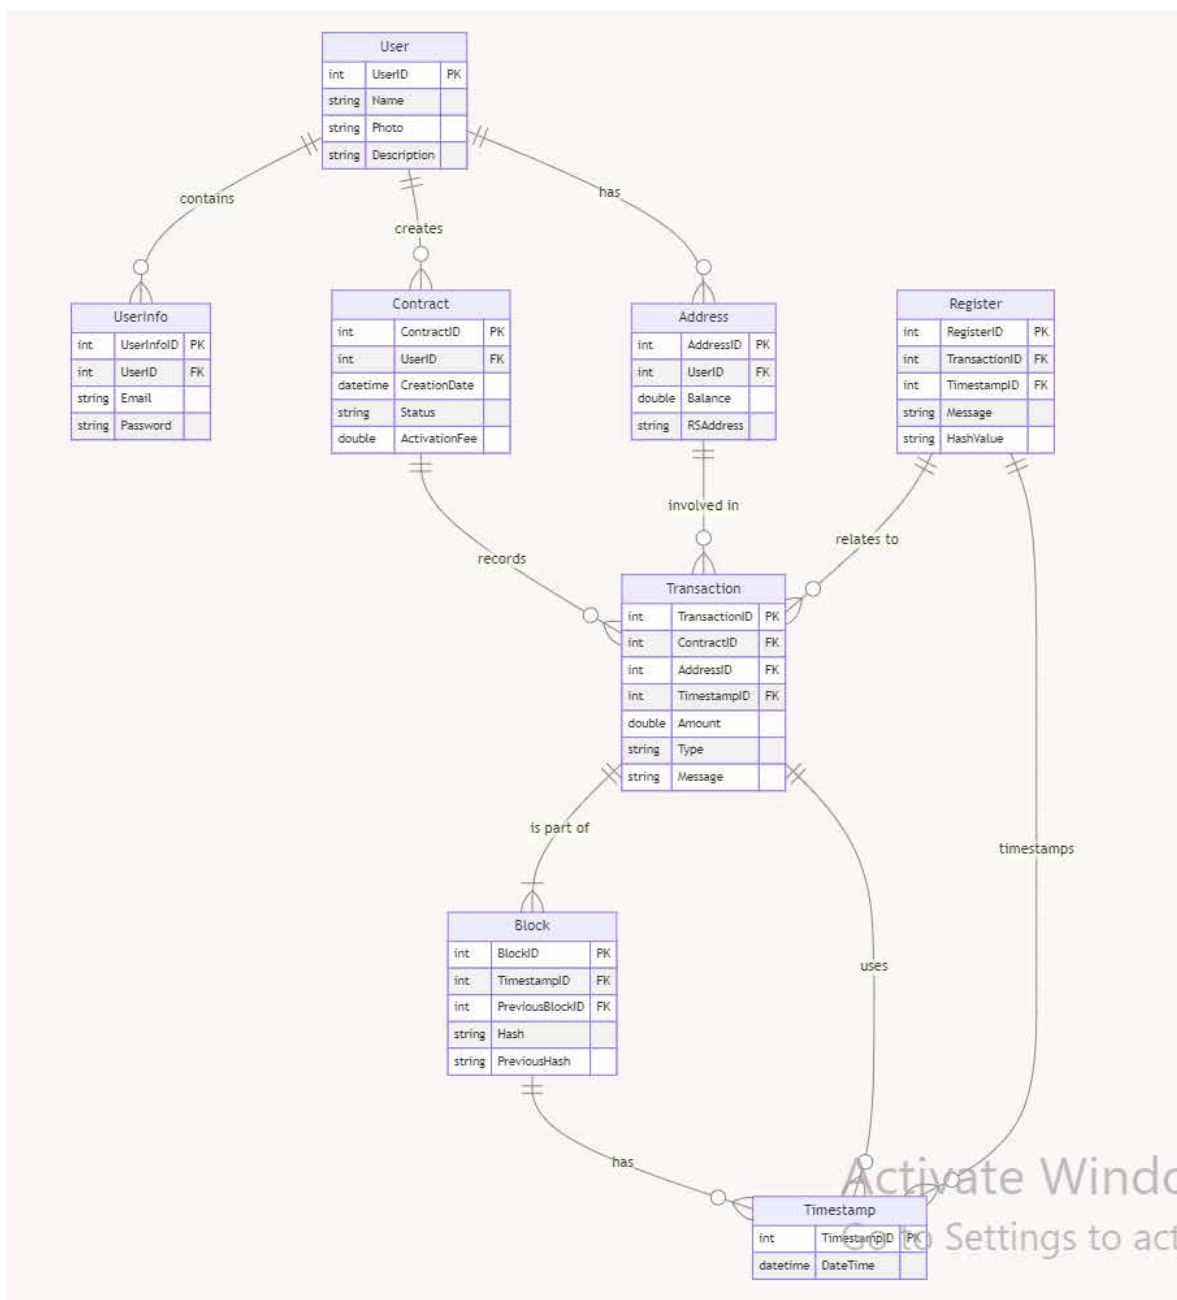 User
int UserID PK
string Name
string Photo
string Description
contains
creates
has
UserInfo
int UserInfoID PK
int UserID FK
string Email
string Password
Contract
int ContractID PK
int UserID FK
datetime CreationDate
string Status
double ActivationFee
Address
int AddressID PK
int UserID FK
double Balance
string RSAddress
Register
int RegisterID PK
int TransactionID FK
int TimestampID FK
string Message
string HashValue
records
involved in
relates to
Transaction
int TransactionID PK
int ContractID FK
int AddressID FK
int TimestampID FK
double Amount
string Type
string Message
is part of
timestamps
Block
int BlockID PK
int TimestampID FK
int PreviousBlockID FK
string Hash
string PreviousHash
uses
has
Timestamp
int TimestampID PK
datetime DateTime
Activate Windo
Go to Settings to act